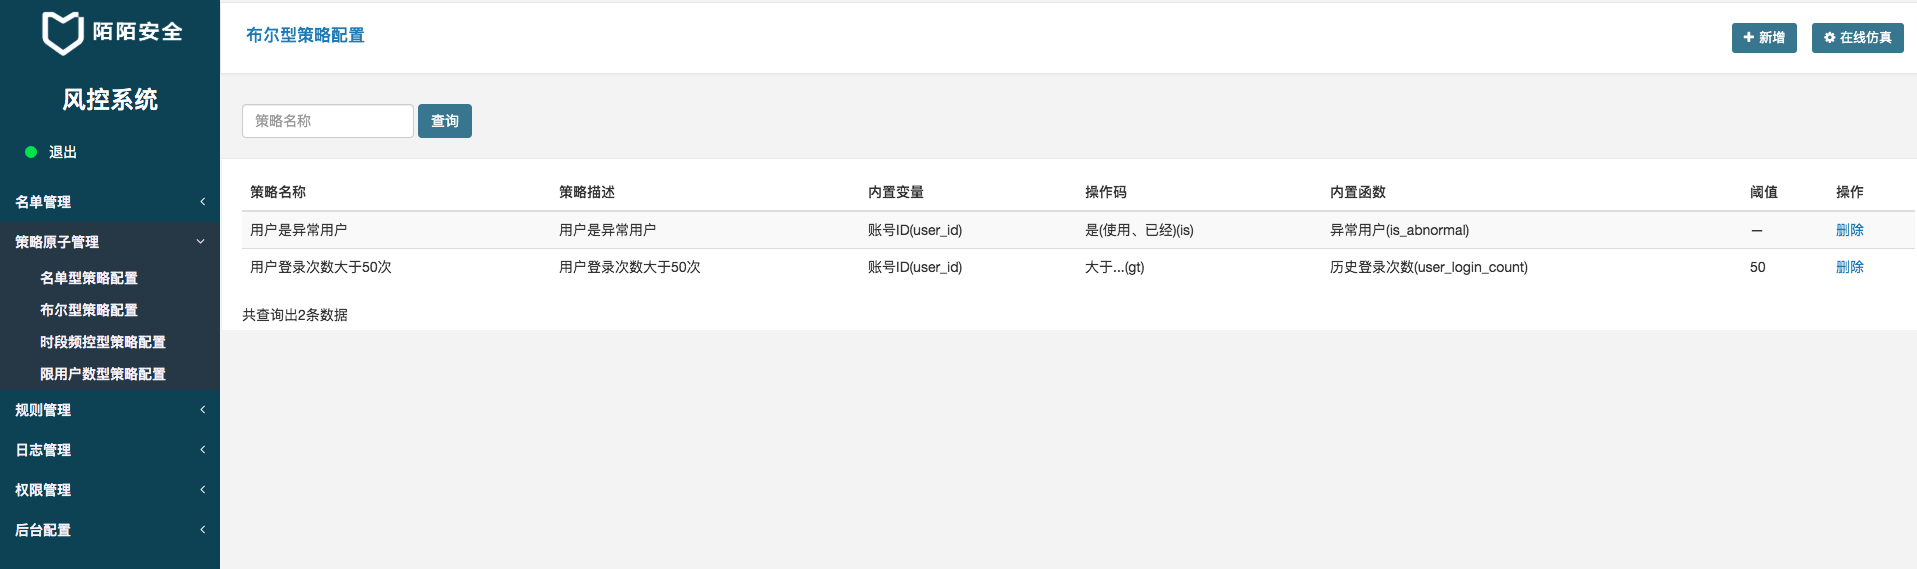 陌陌安全
风控系统
退出
名单管理
策略原子管理
名单型策略配置
布尔型策略配置
时段频控型策略配置
限用户数型策略配置
规则管理
日志管理
权限管理
后台配置
布尔型策略配置
新增 在线仿真
策略名称 查询
策略名称 策略描述 内置变量 操作码 内置函数 阈值 操作
用户是异常用户 用户是异常用户 账号ID(user_id) 是(使用、已经)(is) 异常用户(is_abnormal) — 删除
用户登录次数大于50次 用户登录次数大于50次 账号ID(user_id) 大于...(gt) 历史登录次数(user_login_count) 50 删除
共查询出2条数据